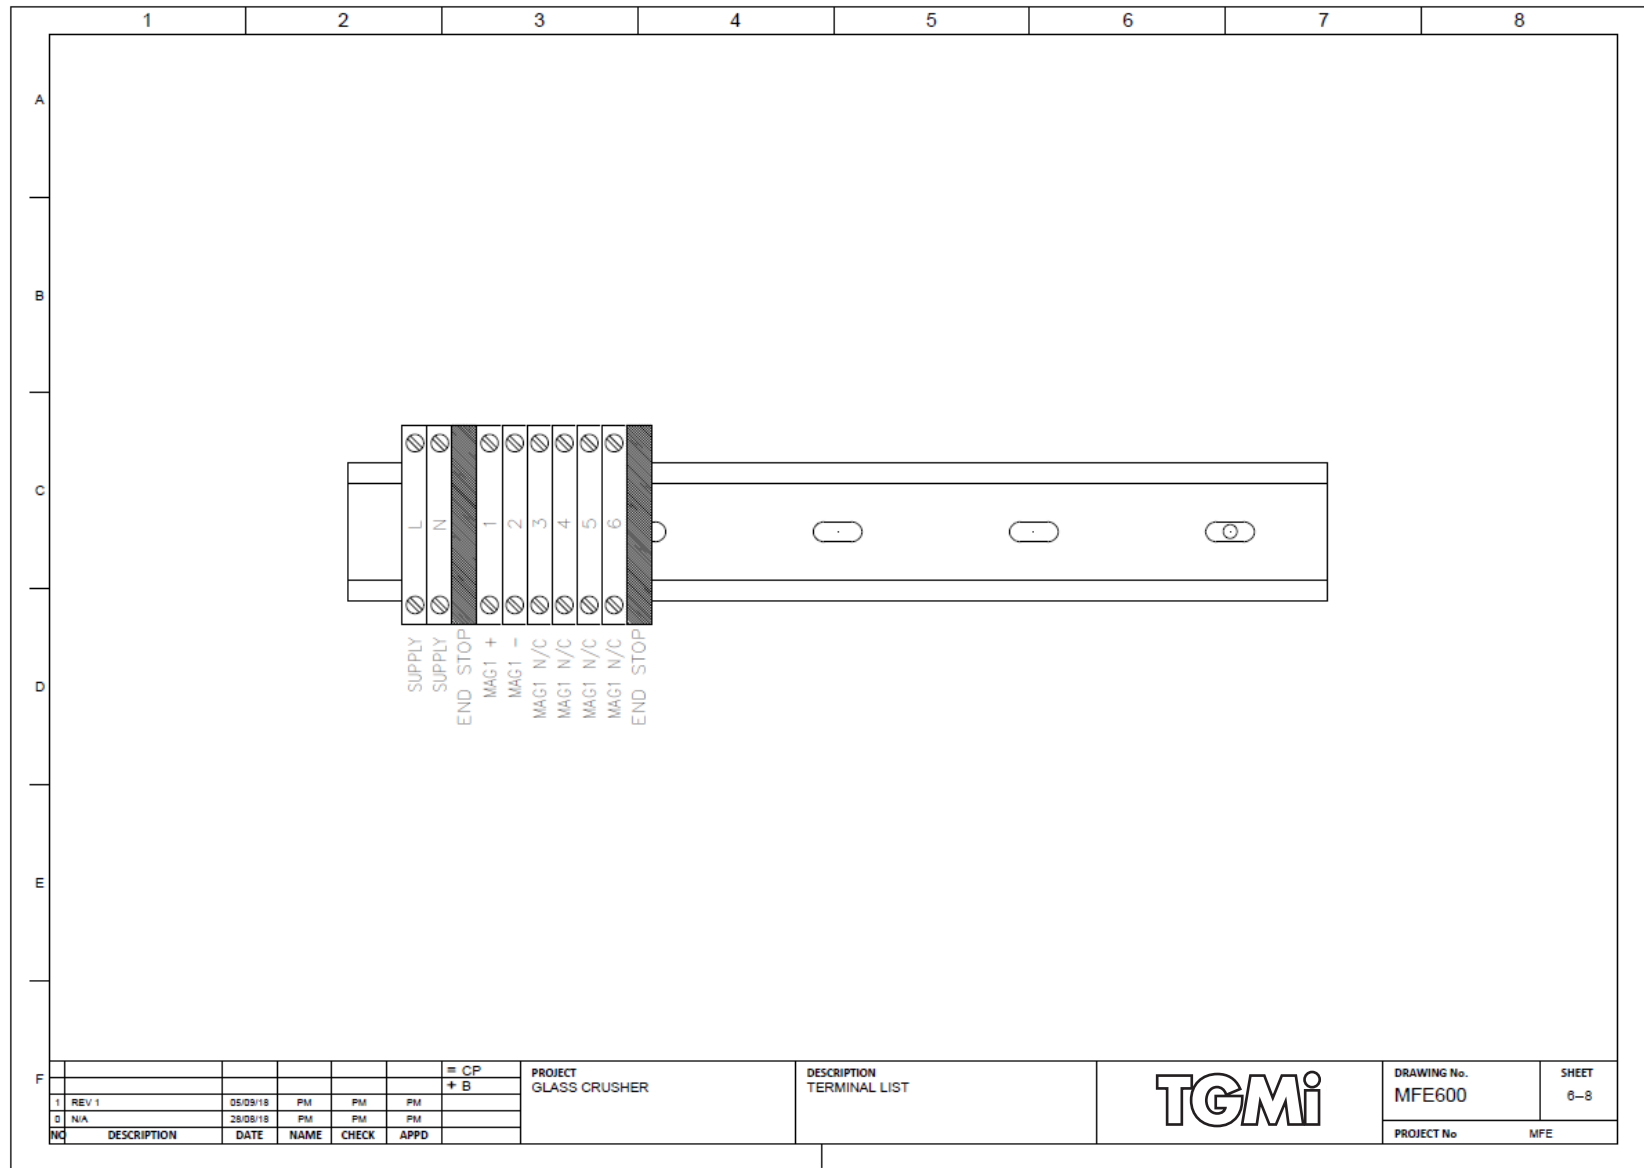 1 2 3 4 5 6 7 8
A
B
C
D
E
F
L N 1 2 3 4 5 6
SUPPLY
SUPPLY
END STOP
MAG1 +
MAG1 -
MAG1 N/C
MAG1 N/C
MAG1 N/C
MAG1 N/C
END STOP
= CP
+ B
1 REV 1 05/09/18 PM PM PM
0 N/A 28/08/18 PM PM PM
NO DESCRIPTION DATE NAME CHECK APPD
PROJECT
GLASS CRUSHER
DESCRIPTION
TERMINAL LIST
TGMi
DRAWING No.
MFE600
SHEET
6-8
PROJECT No MFE